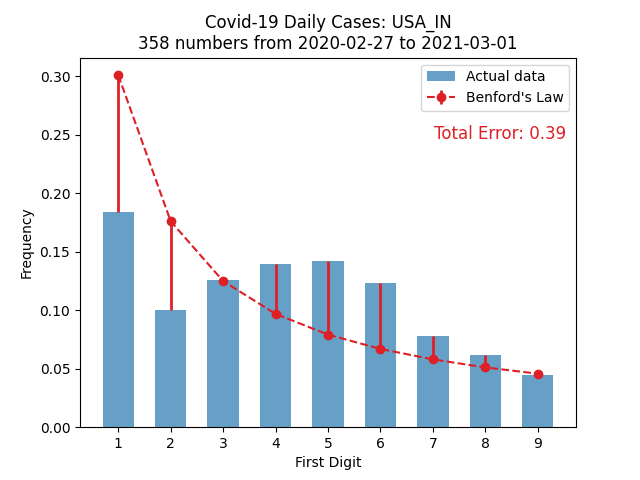 Covid-19 Daily Cases: USA_IN
358 numbers from 2020-02-27 to 2021-03-01
Actual data
Benford's Law
Total Error: 0.39
0.30
0.25
0.20
0.15
0.10
0.05
0.00
Frequency
1 2 3 4 5 6 7 8 9
First Digit